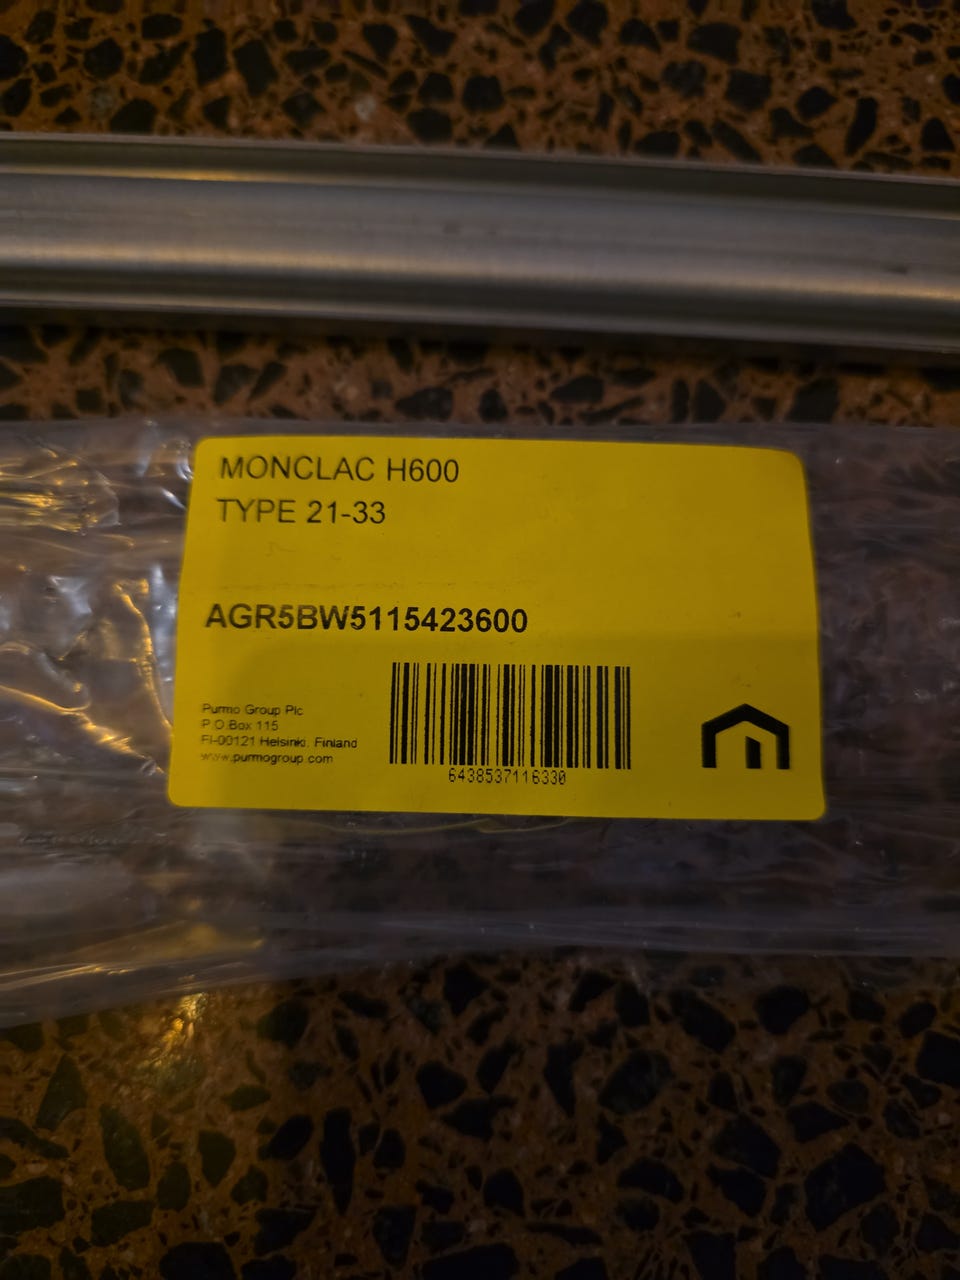 MONCLAC H600
TYPE 21-33
AGR5BW5115423600
Purmo Group Plc
P.O.Box 115
FI-00121 Helsinki, Finland
www.purmogroup.com
6438537116330